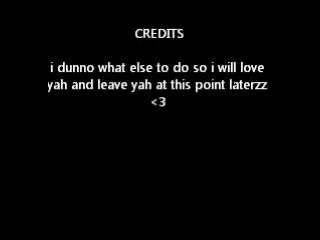 CREDITS
i dunno what else to do so i will love
yah and leave yah at this point laterzz
<3